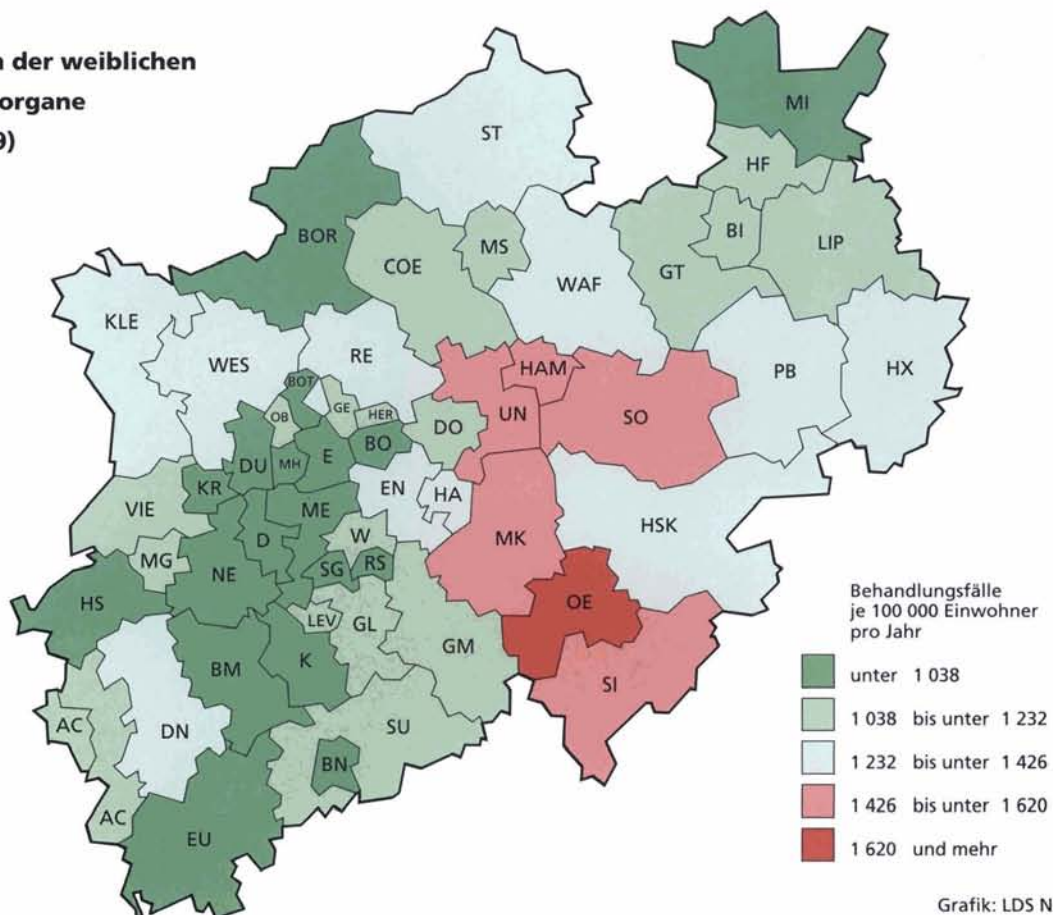 n der weiblichen
organe
9)
MI
ST
HF
BOR
MS
BI
LIP
COE
GT
WAF
KLE
WES
RE
HAM
PB
HX
BOT
GE
HER
OB
UN
SO
DO
BO
E
DU
MH
KR
EN
HA
VIE
ME
HSK
W
D
MK
MG
SG
RS
NE
HS
OE
LEV
GL
GM
K
BM
SI
AC
DN
SU
BN
AC
EU
Behandlungsfälle
je 100 000 Einwohner
pro Jahr
unter 1 038
1 038 bis unter 1 232
1 232 bis unter 1 426
1 426 bis unter 1 620
1 620 und mehr
Grafik: LDS N